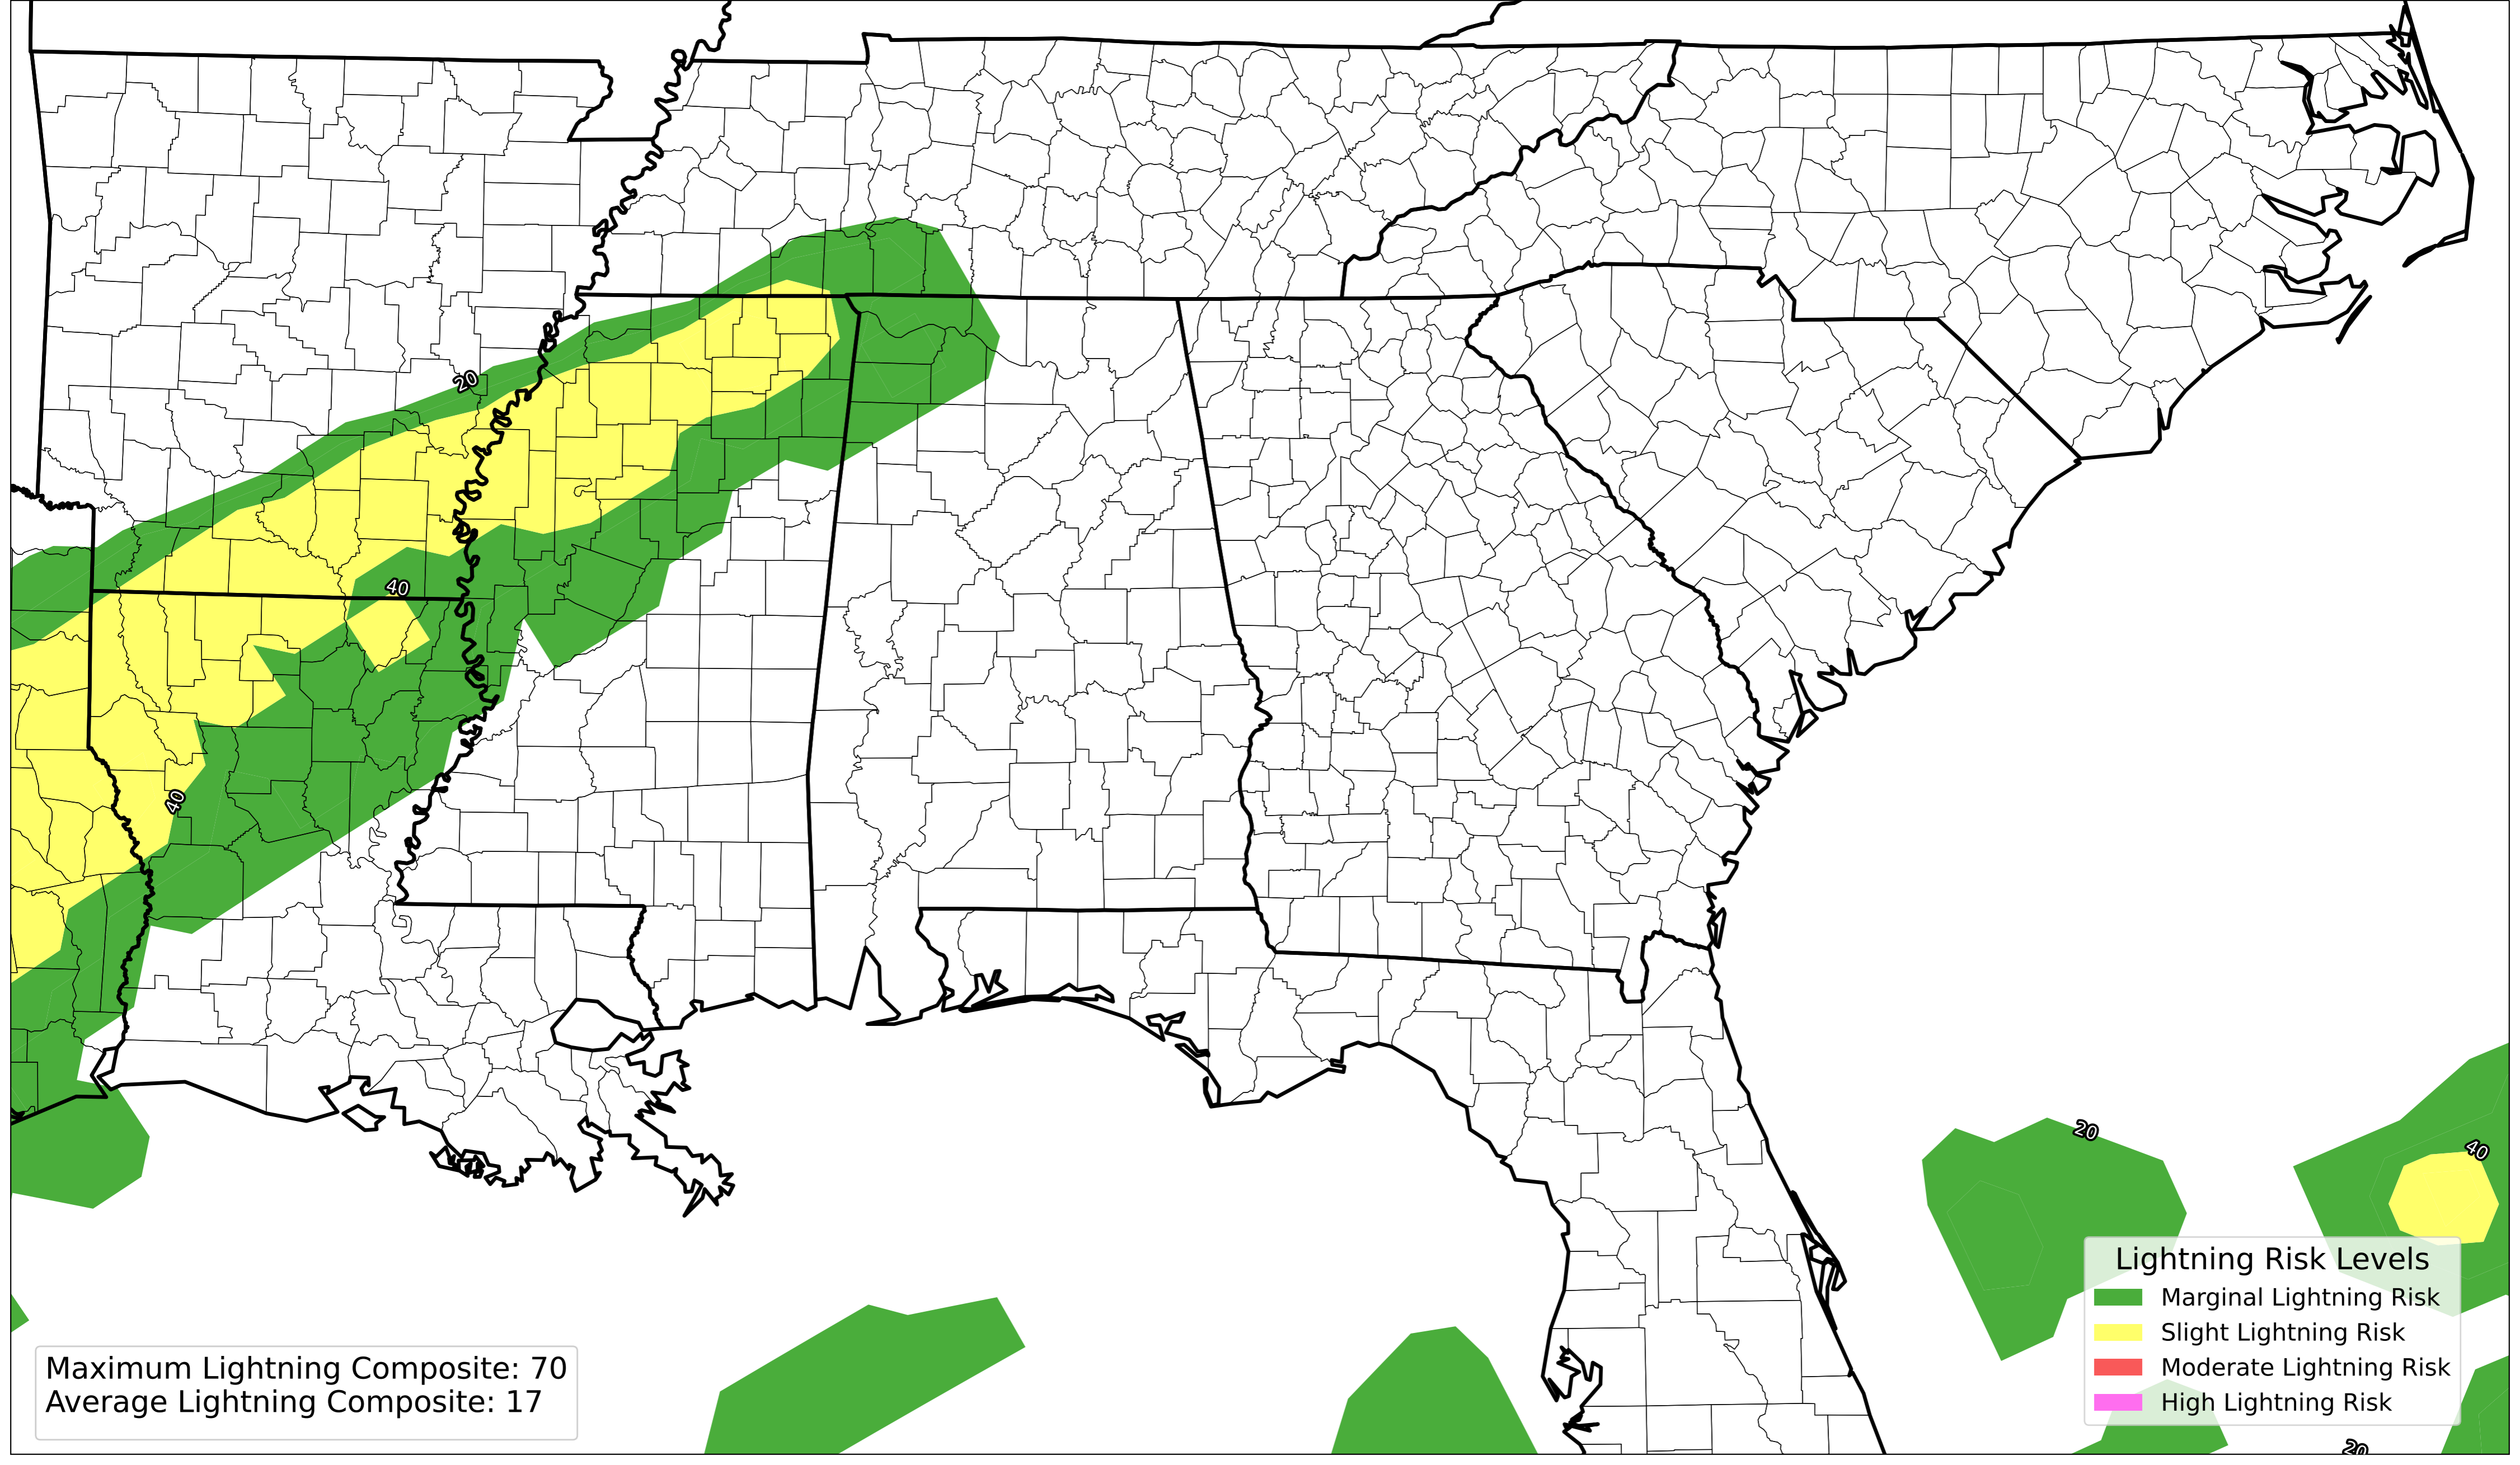 20
40
40
20
40
Lightning Risk Levels
Marginal Lightning Risk
Slight Lightning Risk
Moderate Lightning Risk
High Lightning Risk
Maximum Lightning Composite: 70
Average Lightning Composite: 17
20